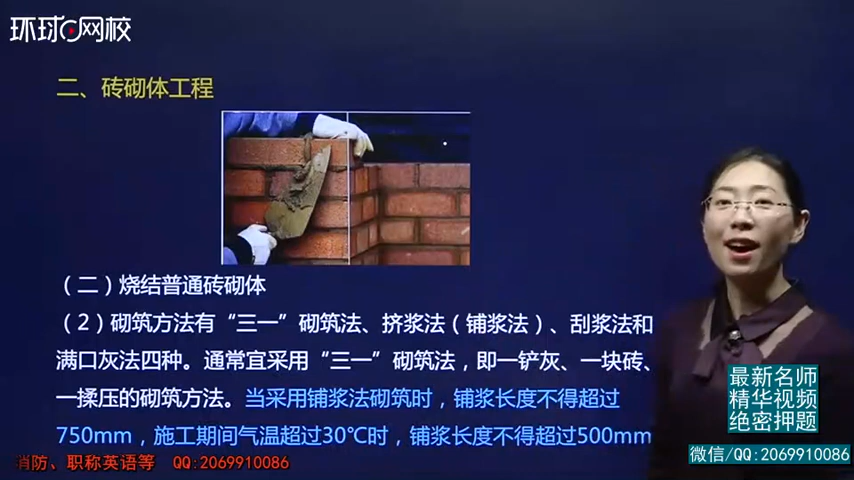 环球网校
二、砖砌体工程
（二）烧结普通砖砌体
（2）砌筑方法有“三一”砌筑法、挤浆法（铺浆法）、刮浆法和
满口灰法四种。通常宜采用“三一”砌筑法，即一铲灰、一块砖、
一揉压的砌筑方法。当采用铺浆法砌筑时，铺浆长度不得超过
750mm，施工期间气温超过30℃时，铺浆长度不得超过500mm
最新名师
精华视频
绝密押题
微信/QQ:2069910086
消防、职称英语等 QQ:2069910086